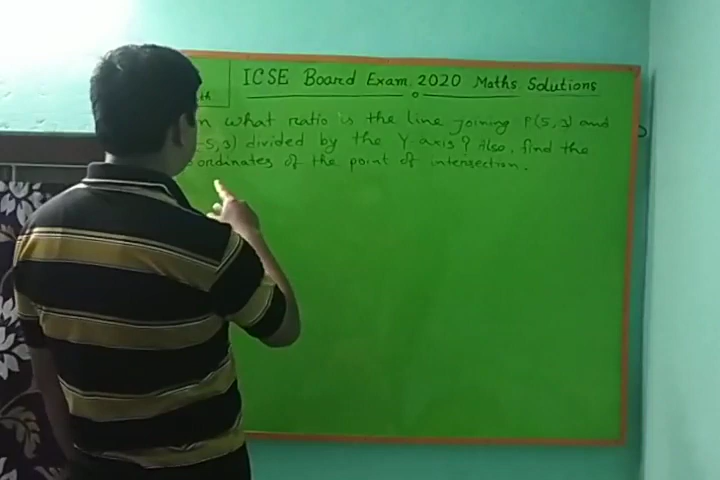 ICSE Board Exam 2020 Maths Solutions
th
n what ratio is the line joining P(5, 3) and
-5, 3) divided by the Y axis? Also, find the
ordinates of the point of intersection.